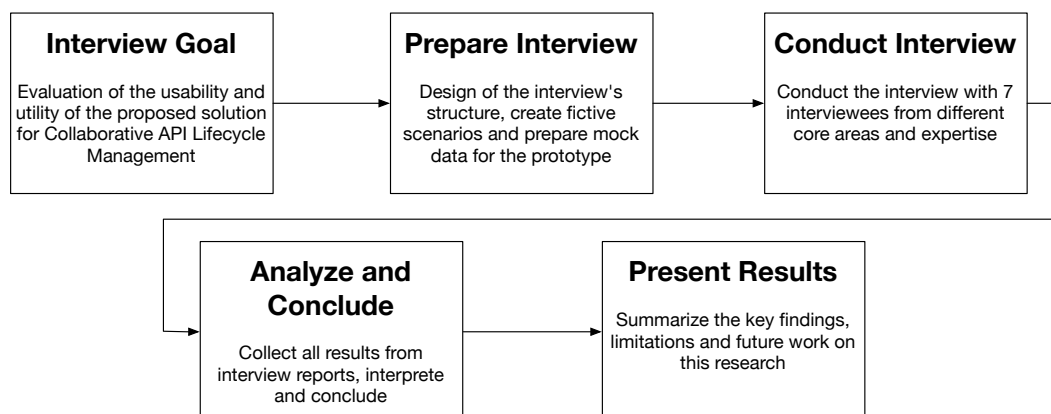 Interview Goal
Evaluation of the usability and
utility of the proposed solution
for Collaborative API Lifecycle
Management
Prepare Interview
Design of the interview's
structure, create fictive
scenarios and prepare mock
data for the prototype
Conduct Interview
Conduct the interview with 7
interviewees from different
core areas and expertise
Analyze and
Conclude
Collect all results from
interview reports, interprete
and conclude
Present Results
Summarize the key findings,
limitations and future work on
this research